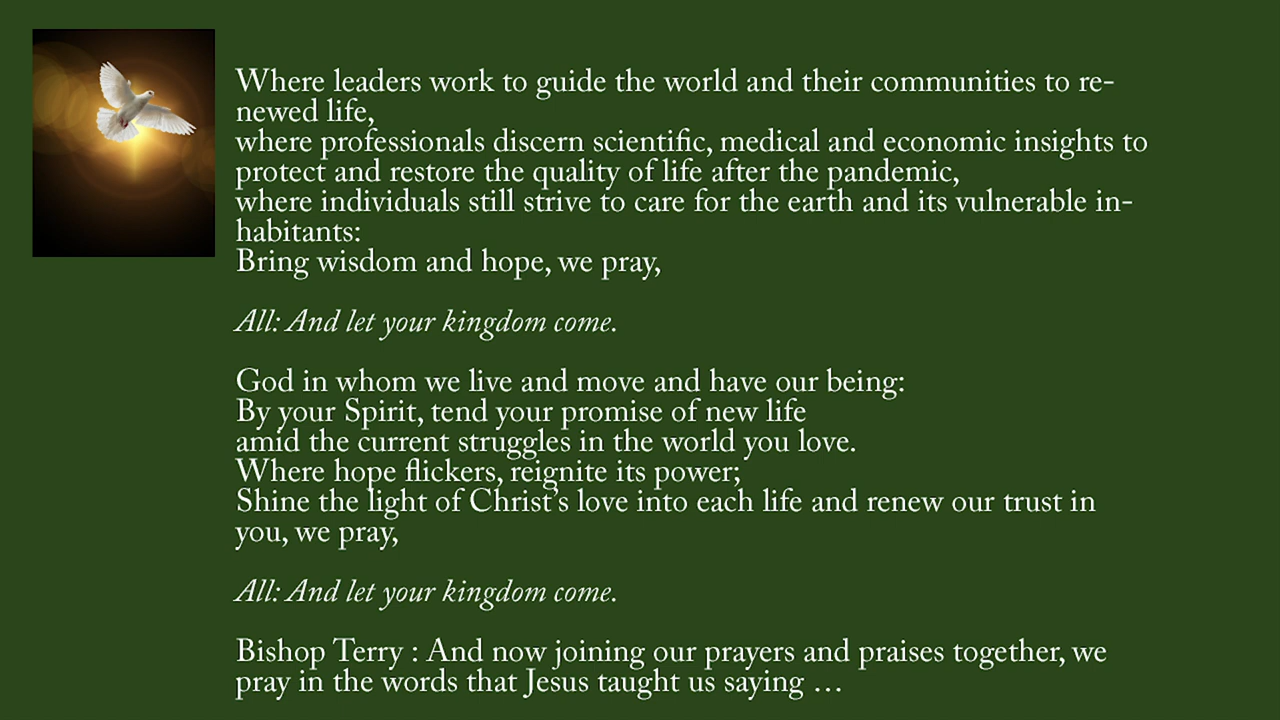 Where leaders work to guide the world and their communities to re-
newed life,
where professionals discern scientific, medical and economic insights to
protect and restore the quality of life after the pandemic,
where individuals still strive to care for the earth and its vulnerable in-
habitants:
Bring wisdom and hope, we pray,
All: And let your kingdom come.
God in whom we live and move and have our being:
By your Spirit, tend your promise of new life
amid the current struggles in the world you love.
Where hope flickers, reignite its power;
Shine the light of Christ’s love into each life and renew our trust in
you, we pray,
All: And let your kingdom come.
Bishop Terry : And now joining our prayers and praises together, we
pray in the words that Jesus taught us saying …